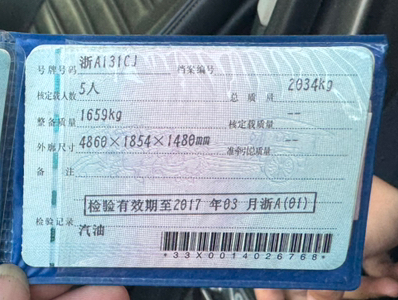 号牌号码 浙A131CJ 档案编号
核定载人数 5人 总质量 2034kg
整备质量 1659kg 核定载质量 --
外廓尺寸 4860×1854×1480mm 准牵引总质量 --
备注
检验有效期至2017年03月浙A(01)
检验记录
汽油
*33X0014026768*